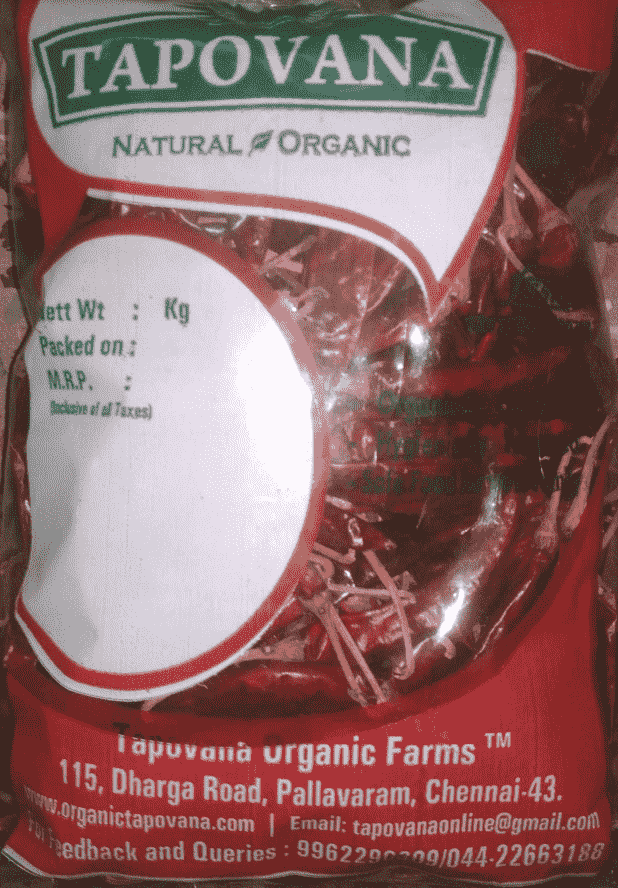 TAPOVANA
NATURAL ORGANIC
Nett Wt : Kg
Packed on :
M.R.P. :
(Inclusive of all Taxes)
Tapovana Organic Farms ™
115, Dharga Road, Pallavaram, Chennai-43.
www.organictapovana.com | Email: tapovanaonline@gmail.com
For Feedback and Queries : /044-22663188